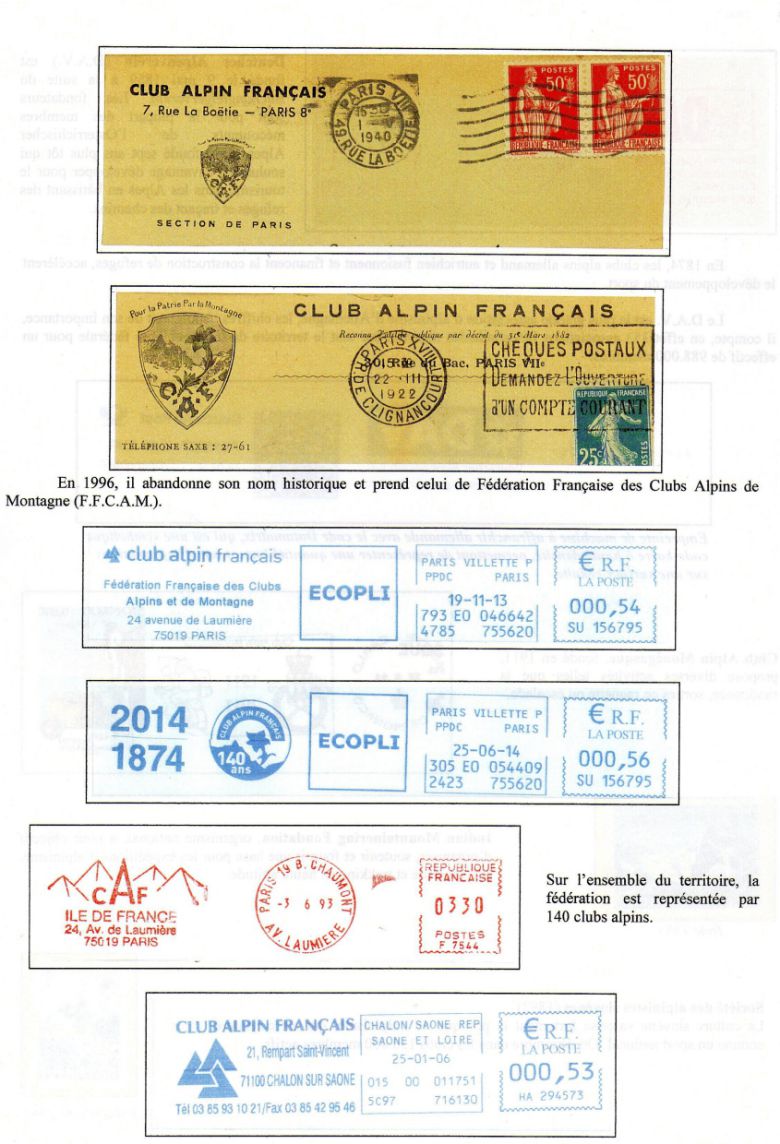 CLUB ALPIN FRANÇAIS
7, Rue La Boëtie — PARIS 8e
C.A.F
SECTION DE PARIS
PARIS VIII
1940
49 RUE LA BOËTIE
POSTES
50c
REPUBLIQUE FRANÇAISE
POSTES
50c
REPUBLIQUE FRANÇAISE
Pour la Patrie Par la Montagne
C.A.F
TÉLÉPHONE SAXE : 27-61
CLUB ALPIN FRANÇAIS
Reconnu d'utilité publique par décret du 31 Mars 1882
30, Rue du Bac, PARIS VIIe
PARIS XVIII
22 - III
1922
R. DE CLIGNANCOURT
CHEQUES POSTAUX
DEMANDEZ L'OUVERTURE
d'UN COMPTE COURANT
REPUBLIQUE FRANÇAISE
25c
POSTES
En 1996, il abandonne son nom historique et prend celui de Fédération Française des Clubs Alpins de
Montagne (F.F.C.A.M.).
club alpin français
Fédération Française des Clubs
Alpins et de Montagne
24 avenue de Laumière
75019 PARIS
ECOPLI
PARIS VILLETTE P
PPDC PARIS
19-11-13
793 E0 046642
4785 755620
€ R.F.
LA POSTE
000,54
SU 156795
2014
1874
CLUB ALPIN FRANÇAIS
140
ans
ECOPLI
PARIS VILLETTE P
PPDC PARIS
25-06-14
305 E0 054409
2423 755620
€ R.F.
LA POSTE
000,56
SU 156795
CAF
ILE DE FRANCE
24, Av. de Laumière
75019 PARIS
PARIS 19 B. CHAUMONT
-3 6 93
AV. LAUMIERE
REPUBLIQUE
FRANCAISE
0330
POSTES
F 7544
Sur l'ensemble du territoire, la
fédération est représentée par
140 clubs alpins.
CLUB ALPIN FRANÇAIS
21, Rempart Saint-Vincent
71100 CHALON SUR SAONE
Tél 03 85 93 10 21/Fax 03 85 42 95 46
CHALON/SAONE REP
SAONE ET LOIRE
25-01-06
015 00 011751
5C97 716130
€ R.F.
LA POSTE
000,53
HA 294573